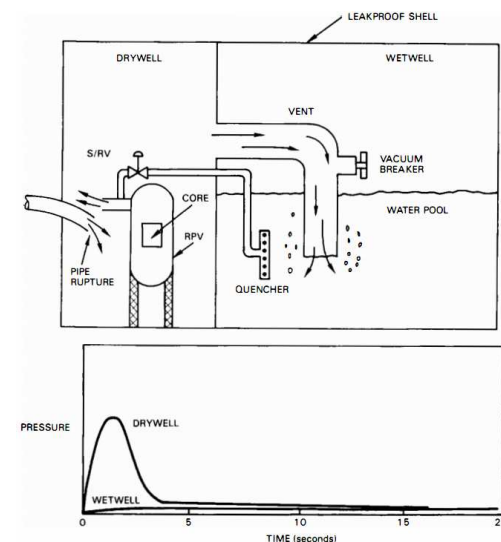 LEAKPROOF SHELL
DRYWELL
WETWELL
VENT
S/RV
VACUUM
BREAKER
CORE
WATER POOL
RPV
PIPE
RUPTURE
QUENCHER
PRESSURE
DRYWELL
WETWELL
0 5 10 15 2
TIME (seconds)